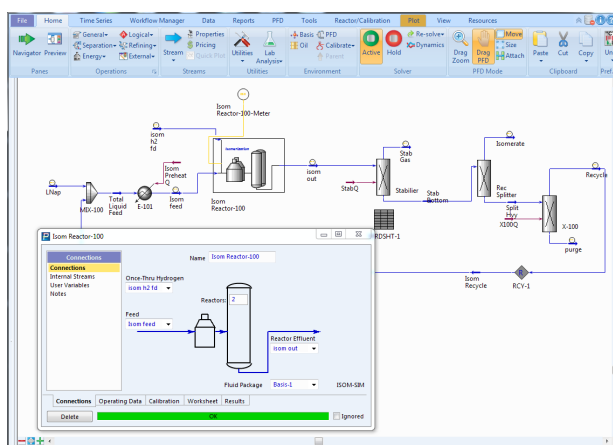 File Home Time Series Workflow Manager Data Reports PFD Tools Reactor/Calibration Plot View Resources
Navigator Preview General Separation Energy Logical Refining External Stream Properties Pricing Quick Plot Utilities Lab Analysis Basis PFD Oil Calibrate Parent Active Hold Re-solve Dynamics Drag Zoom Drag PFD Move Size Attach Paste Cut Copy
Panes Operations Streams Utilities Environment Solver PFD Mode Clipboard
Isom
Reactor-100-Meter
isom
h2
fd
Isomerization
Isom
Preheat
Q
Stab
Gas
Isomerate
Recycle
LNap
MIX-100
Total
Liquid
Feed
E-101
Isom
feed
Isom
Reactor-100
isom
out
StabQ
Stabilier
Stab
Bottom
Rec
Splitter
Split
Hvy
X100Q
X-100
purge
RDSHT-1
Isom
Recycle
RCY-1
R
Isom Reactor-100
Connections
Connections
Internal Streams
User Variables
Notes
Name Isom Reactor-100
Once-Thru Hydrogen
isom h2 fd
Reactors: 2
Feed
Isom feed
Reactor Effluent
isom out
Fluid Package Basis-1 ISOM-SIM
Connections Operating Data Calibration Worksheet Results
Delete OK Ignored